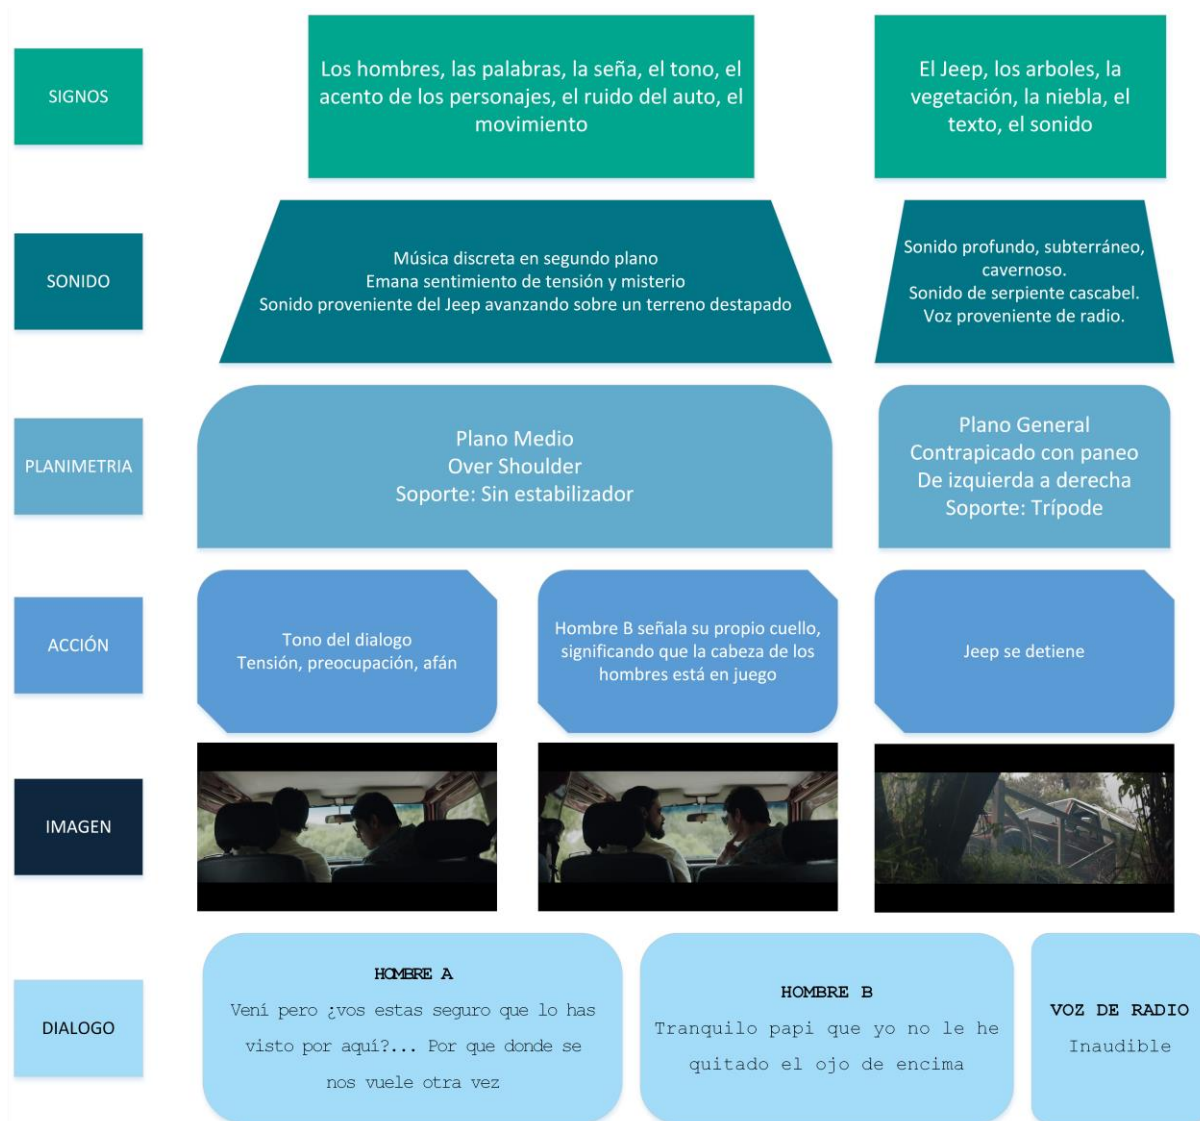 SIGNOS
Los hombres, las palabras, la seña, el tono, el
acento de los personajes, el ruido del auto, el
movimiento
El Jeep, los arboles, la
vegetación, la niebla, el
texto, el sonido
SONIDO
Música discreta en segundo plano
Emana sentimiento de tensión y misterio
Sonido proveniente del Jeep avanzando sobre un terreno destapado
Sonido profundo, subterráneo,
cavernoso.
Sonido de serpiente cascabel.
Voz proveniente de radio.
PLANIMETRIA
Plano Medio
Over Shoulder
Soporte: Sin estabilizador
Plano General
Contrapicado con paneo
De izquierda a derecha
Soporte: Trípode
ACCIÓN
Tono del dialogo
Tensión, preocupación, afán
Hombre B señala su propio cuello,
significando que la cabeza de los
hombres está en juego
Jeep se detiene
IMAGEN
DIALOGO
HOMBRE A
Vení pero ¿vos estas seguro que lo has
visto por aquí?... Por que donde se
nos vuele otra vez
HOMBRE B
Tranquilo papi que yo no le he
quitado el ojo de encima
VOZ DE RADIO
Inaudible